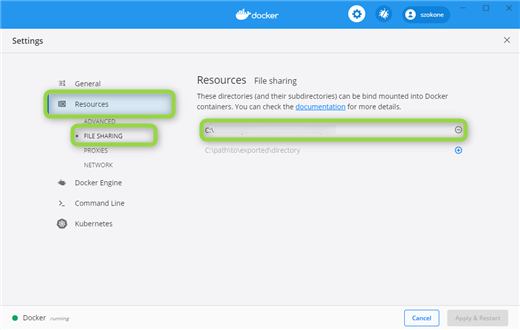 docker
szokone
Settings
General
Resources
ADVANCED
FILE SHARING
PROXIES
NETWORK
Docker Engine
Command Line
Kubernetes
Resources File sharing
These directories (and their subdirectories) can be bind mounted into Docker
containers. You can check the documentation for more details.
C:\
C:\path\to\exported\directory
Docker running
Cancel
Apply & Restart